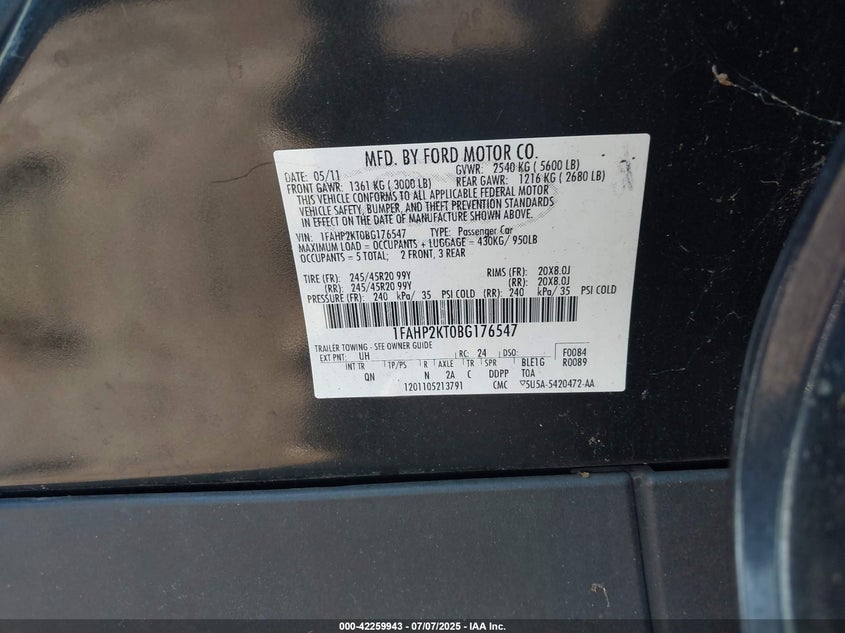 MFD. BY FORD MOTOR CO.
DATE: 05/11 GVWR: 2540 KG ( 5600 LB)
FRONT GAWR: 1361 KG ( 3000 LB) REAR GAWR: 1216 KG ( 2680 LB)
THIS VEHICLE CONFORMS TO ALL APPLICABLE FEDERAL MOTOR
VEHICLE SAFETY, BUMPER, AND THEFT PREVENTION STANDARDS
IN EFFECT ON THE DATE OF MANUFACTURE SHOWN ABOVE.
VIN: 1FAHP2KT0BG176547 TYPE: Passenger Car
MAXIMUM LOAD = OCCUPANTS + LUGGAGE = 430KG/ 950LB
OCCUPANTS = 5 TOTAL; 2 FRONT, 3 REAR
TIRE (FR): 245/45R20 99Y RIMS (FR): 20X8.0J
(RR): 245/45R20 99Y (RR): 20X8.0J
PRESSURE (FR): 240 kPa/ 35 PSI COLD (RR): 240 kPa/ 35 PSI COLD
1FAHP2KT0BG176547
TRAILER TOWING - SEE OWNER GUIDE
EXT PNT: UH RC: 24 DSO: F0084
INT TR TP/PS R AXLE TR SPR BLE1G R0089
QN N 2A C DDPP T0A
1201105213791 CMC ▽5U5A-5420472-AA
000-42259943 / 07/07/2025 - IAA Inc.